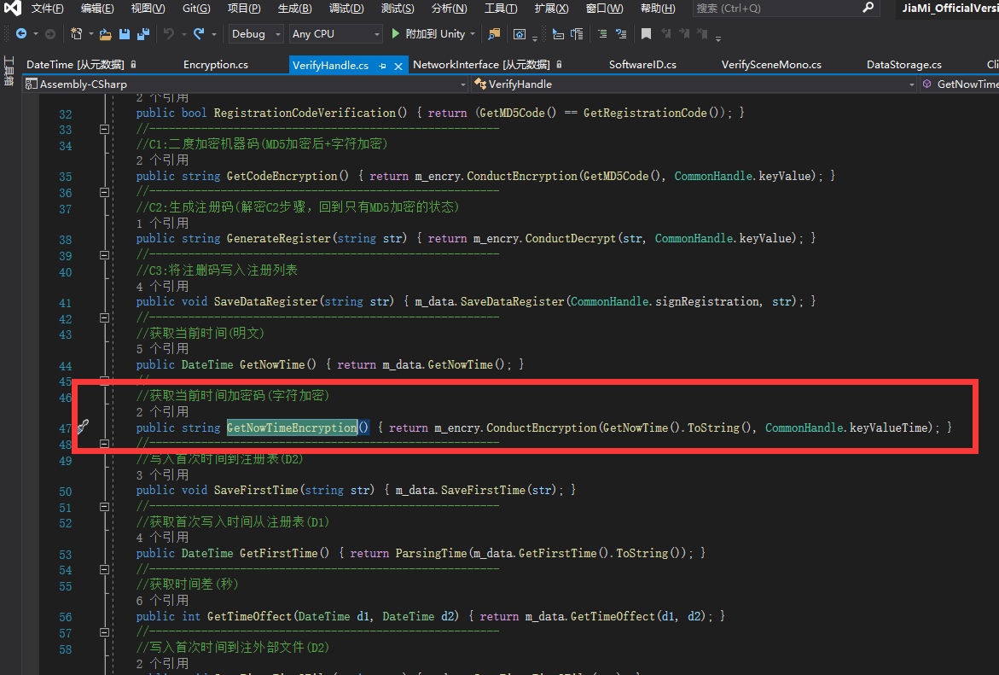 文件(F) 编辑(E) 视图(V) Git(G) 项目(P) 生成(B) 调试(D) 测试(S) 分析(N) 工具(T) 扩展(X) 窗口(W) 帮助(H) 搜索 (Ctrl+Q) JiaMi_OfficialVersi
Debug Any CPU 附加到 Unity
工具箱
DateTime [从元数据] Encryption.cs VerifyHandle.cs NetworkInterface [从元数据] SoftwareID.cs VerifySceneMono.cs DataStorage.cs Cli
Assembly-CSharp VerifyHandle GetNowTime
2 个引用
32 public bool RegistrationCodeVerification() { return (GetMD5Code() == GetRegistrationCode()); }
33 //------------------------------------------------------
34 //C1:二度加密机器码(MD5加密后+字符加密)
2 个引用
35 public string GetCodeEncryption() { return m_encry.ConductEncryption(GetMD5Code(), CommonHandle.keyValue); }
36 //------------------------------------------------------
37 //C2:生成注册码(解密C2步骤，回到只有MD5加密的状态)
1 个引用
38 public string GenerateRegister(string str) { return m_encry.ConductDecrypt(str, CommonHandle.keyValue); }
39 //------------------------------------------------------
40 //C3:将注删码写入注册列表
4 个引用
41 public void SaveDataRegister(string str) { m_data.SaveDataRegister(CommonHandle.signRegistration, str); }
42 //------------------------------------------------------
43 //获取当前时间(明文)
5 个引用
44 public DateTime GetNowTime() { return m_data.GetNowTime(); }
45 //
46 //获取当前时间加密码(字符加密)
2 个引用
47 public string GetNowTimeEncryption() { return m_encry.ConductEncryption(GetNowTime().ToString(), CommonHandle.keyValueTime); }
48 //------------------------------------------------------
49 //写入首次时间到注册表(D2)
3 个引用
50 public void SaveFirstTime(string str) { m_data.SaveFirstTime(str); }
51 //------------------------------------------------------
52 //获取首次写入时间从注册表(D1)
4 个引用
53 public DateTime GetFirstTime() { return ParsingTime(m_data.GetFirstTime().ToString()); }
54 //------------------------------------------------------
55 //获取时间差(秒)
6 个引用
56 public int GetTimeOffect(DateTime d1, DateTime d2) { return m_data.GetTimeOffect(d1, d2); }
57 //------------------------------------------------------
58 //写入首次时间到注外部文件(D2)
2 个引用